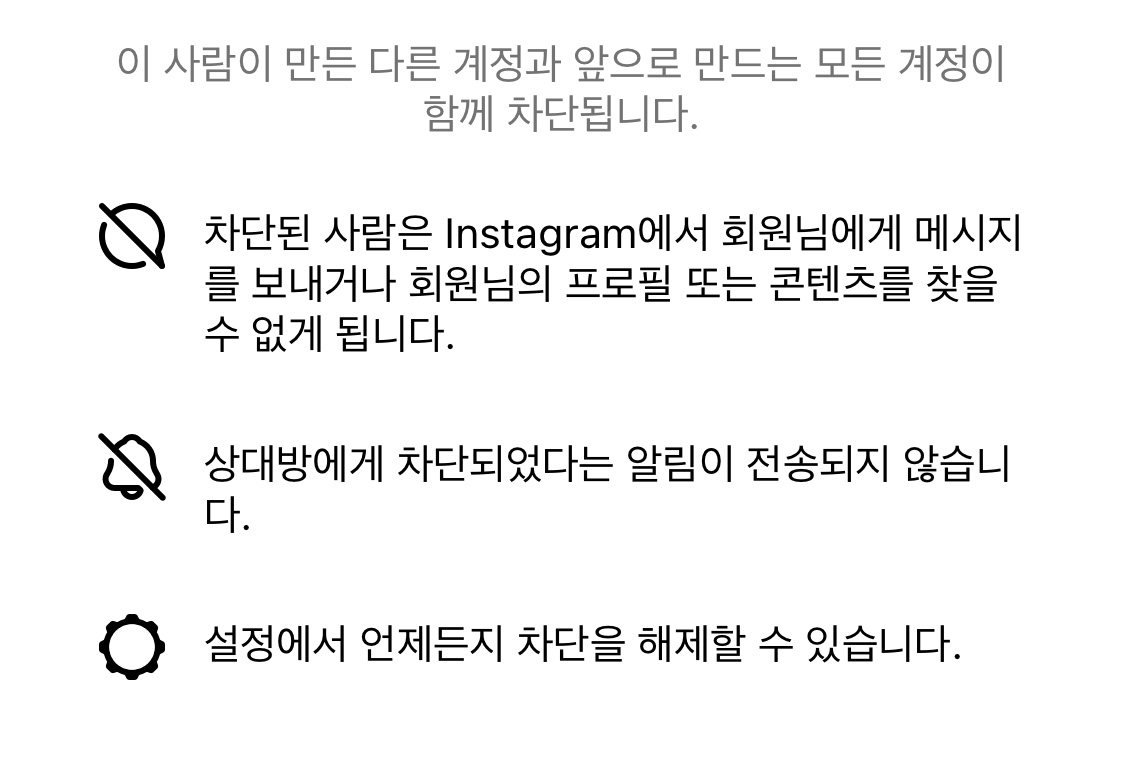 이 사람이 만든 다른 계정과 앞으로 만드는 모든 계정이
함께 차단됩니다.
차단된 사람은 Instagram에서 회원님에게 메시지
를 보내거나 회원님의 프로필 또는 콘텐츠를 찾을
수 없게 됩니다.
상대방에게 차단되었다는 알림이 전송되지 않습니
다.
설정에서 언제든지 차단을 해제할 수 있습니다.